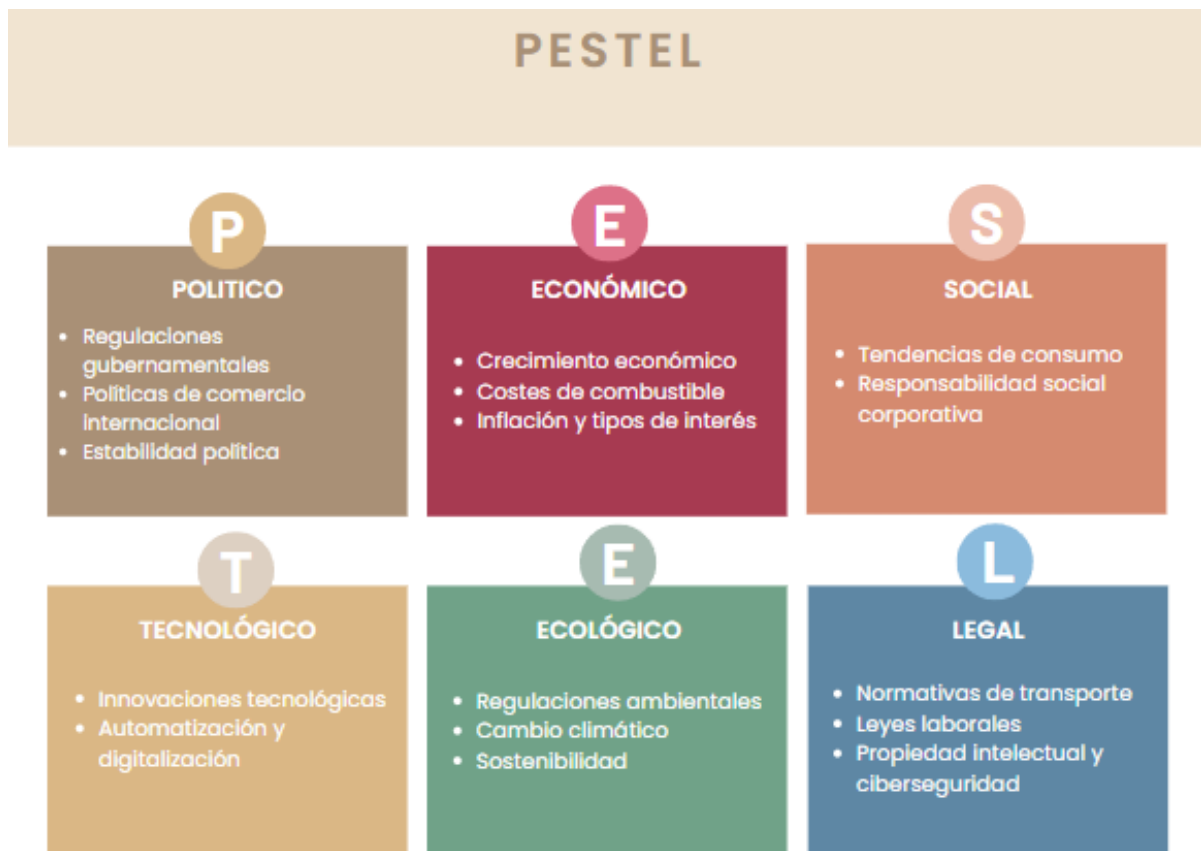 PESTEL
P
POLITICO
• Regulaciones
gubernamentales
• Políticas de comercio
internacional
• Estabilidad política
E
ECONÓMICO
• Crecimiento económico
• Costes de combustible
• Inflación y tipos de interés
S
SOCIAL
• Tendencias de consumo
• Responsabilidad social
corporativa
T
TECNOLÓGICO
• Innovaciones tecnológicas
• Automatización y
digitalización
E
ECOLÓGICO
• Regulaciones ambientales
• Cambio climático
• Sostenibilidad
L
LEGAL
• Normativas de transporte
• Leyes laborales
• Propiedad intelectual y
ciberseguridad